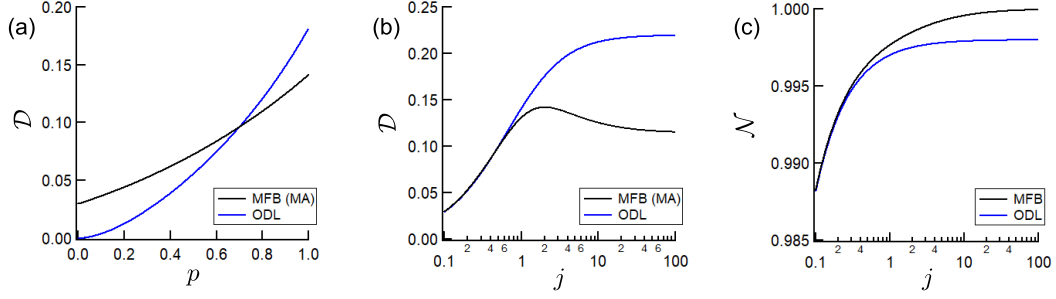 (a)
0.20
0.15
0.10
0.05
0.00
𝒟
MFB (MA)
ODL
0.0 0.2 0.4 0.6 0.8 1.0
p
(b)
0.25
0.20
0.15
0.10
0.05
0.00
𝒟
MFB (MA)
ODL
0.1 2 4 6 1 2 4 6 10 2 4 6 100
j
(c)
1.000
0.995
0.990
0.985
𝒩
MFB
ODL
0.1 2 4 1 2 4 10 2 4 100
j